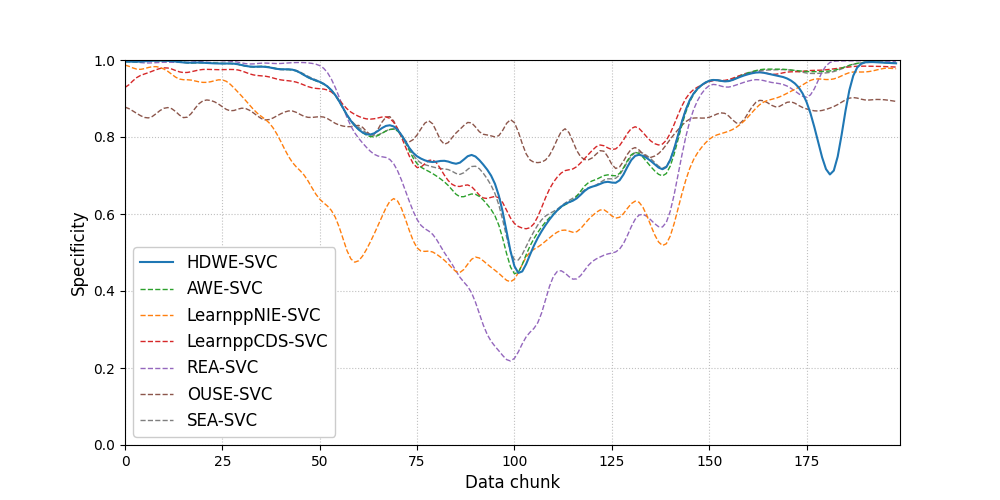 1.0
0.8
0.6
0.4
0.2
0.0
Specificity
HDWE-SVC
AWE-SVC
LearnppNIE-SVC
LearnppCDS-SVC
REA-SVC
OUSE-SVC
SEA-SVC
0 25 50 75 100 125 150 175
Data chunk